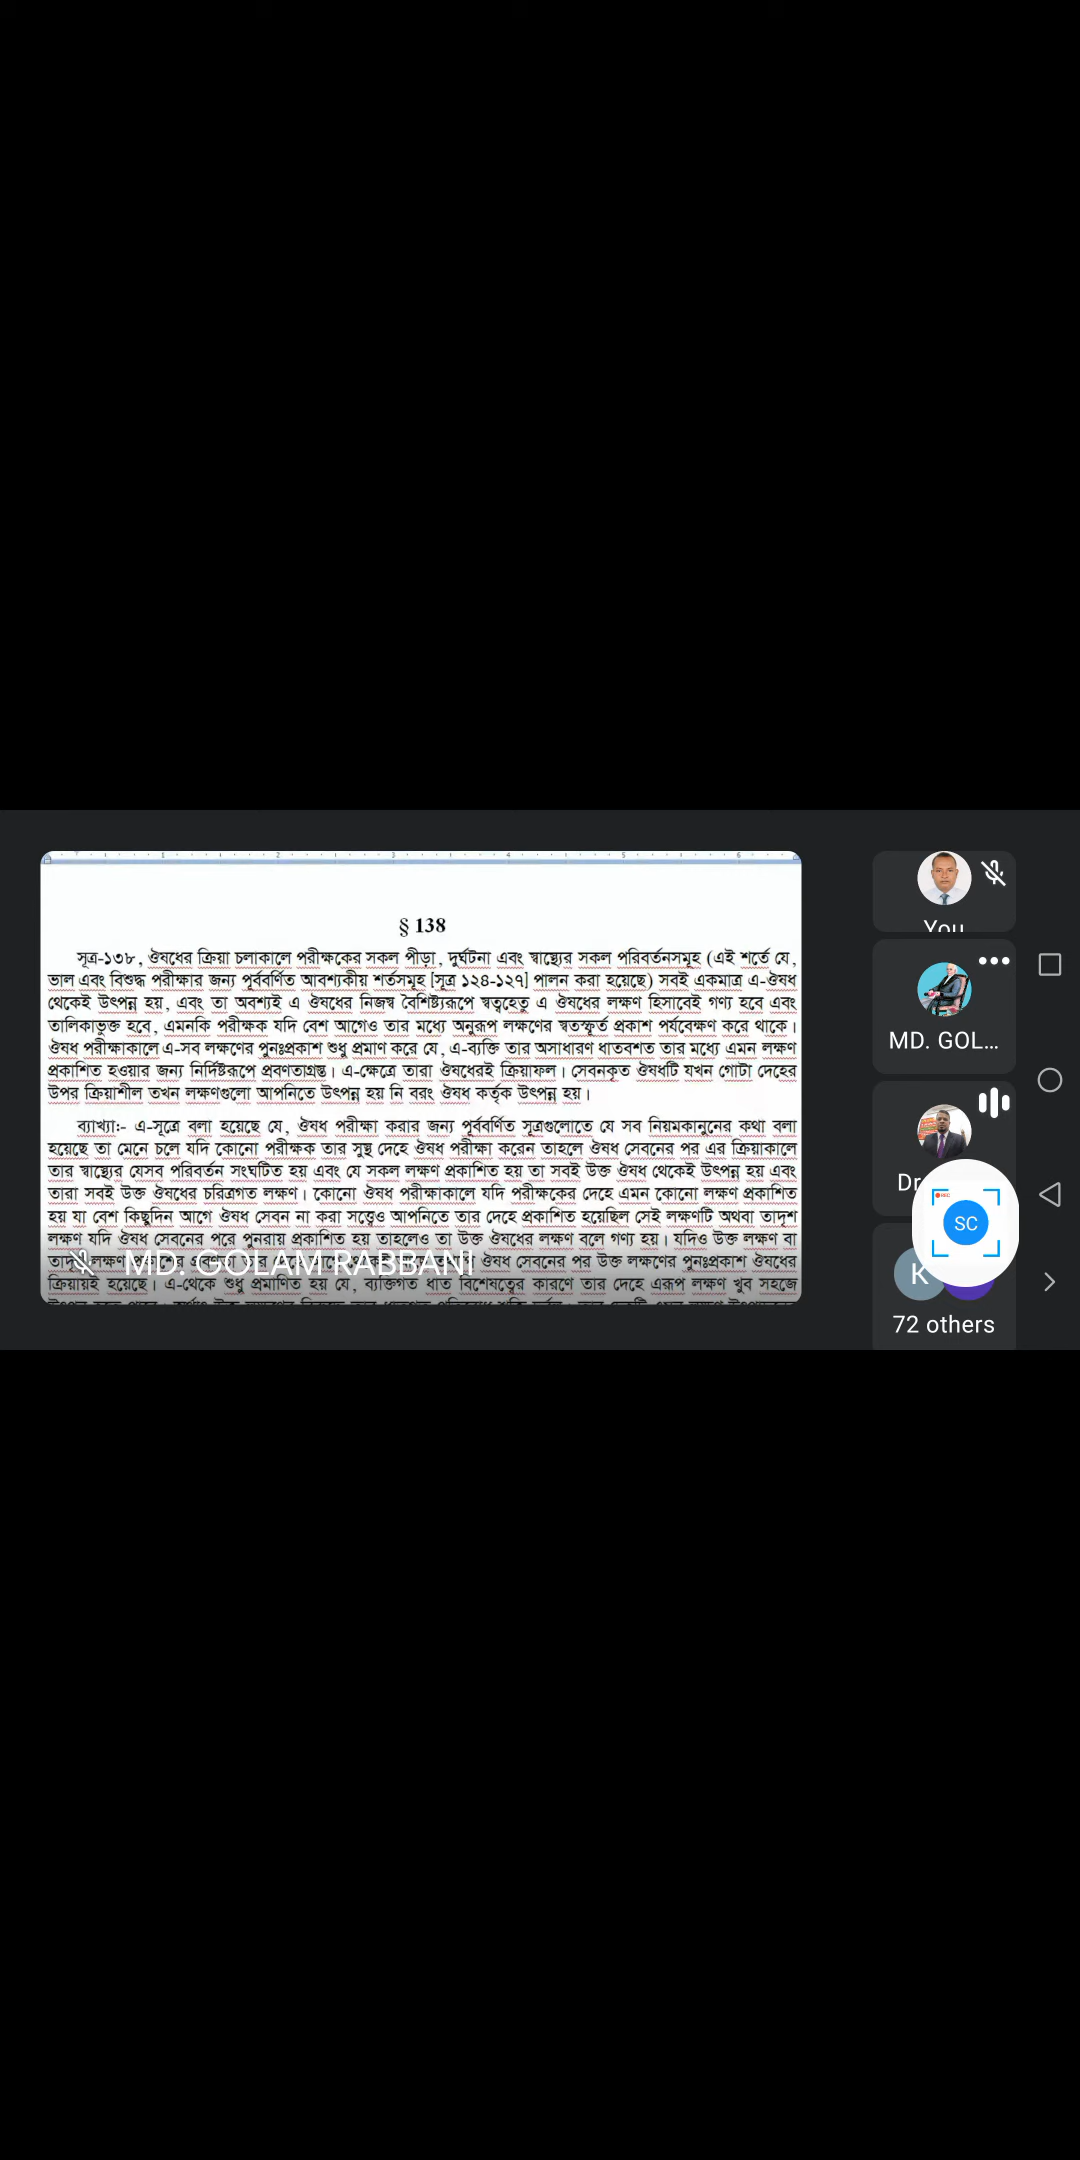 § 138
সূত্র-১৩৮, ঔষধের ক্রিয়া চলাকালে পরীক্ষকের সকল পীড়া, দুর্ঘটনা এবং স্বাস্থ্যের সকল পরিবর্তনসমূহ (এই শর্তে যে,
ভাল এবং বিশুদ্ধ পরীক্ষার জন্য পূর্ববর্ণিত আবশ্যকীয় শর্তসমূহ [সূত্র ১২৪-১২৭] পালন করা হয়েছে) সবই একমাত্র এ-ঔষধ
থেকেই উৎপন্ন হয়, এবং তা অবশ্যই এ ঔষধের নিজস্ব বৈশিষ্ট্যরূপে স্বত্বহেতু এ ঔষধের লক্ষণ হিসাবেই গণ্য হবে এবং
তালিকাভুক্ত হবে, এমনকি পরীক্ষক যদি বেশ আগেও তার মধ্যে অনুরূপ লক্ষণের স্বতস্ফূর্ত প্রকাশ পর্যবেক্ষণ করে থাকে।
ঔষধ পরীক্ষাকালে এ-সব লক্ষণের পুনঃপ্রকাশ শুধু প্রমাণ করে যে, এ-ব্যক্তি তার অসাধারণ ধাতবশত তার মধ্যে এমন লক্ষণ
প্রকাশিত হওয়ার জন্য নির্দিষ্টরূপে প্রবণতাগ্রস্ত। এ-ক্ষেত্রে তারা ঔষধেরই ক্রিয়াফল। সেবনকৃত ঔষধটি যখন গোটা দেহের
উপর ক্রিয়াশীল তখন লক্ষণগুলো আপনিতে উৎপন্ন হয় নি বরং ঔষধ কর্তৃক উৎপন্ন হয়।
ব্যাখ্যা:- এ-সূত্রে বলা হয়েছে যে, ঔষধ পরীক্ষা করার জন্য পূর্ববর্ণিত সূত্রগুলোতে যে সব নিয়মকানুনের কথা বলা
হয়েছে তা মেনে চলে যদি কোনো পরীক্ষক তার সুস্থ দেহে ঔষধ পরীক্ষা করেন তাহলে ঔষধ সেবনের পর এর ক্রিয়াকালে
তার স্বাস্থ্যের যেসব পরিবর্তন সংঘটিত হয় এবং যে সকল লক্ষণ প্রকাশিত হয় তা সবই উক্ত ঔষধ থেকেই উৎপন্ন হয় এবং
তারা সবই উক্ত ঔষধের চরিত্রগত লক্ষণ। কোনো ঔষধ পরীক্ষাকালে যদি পরীক্ষকের দেহে এমন কোনো লক্ষণ প্রকাশিত
হয় যা বেশ কিছুদিন আগে ঔষধ সেবন না করা সত্ত্বেও আপনিতে তার দেহে প্রকাশিত হয়েছিল সেই লক্ষণটি অথবা তাদৃশ
লক্ষণ যদি ঔষধ সেবনের পরে পুনরায় প্রকাশিত হয় তাহলেও তা উক্ত ঔষধের লক্ষণ বলে গণ্য হয়। যদিও উক্ত লক্ষণ বা
ঔষধ সেবনের পর উক্ত লক্ষণের পুনঃপ্রকাশ ঔষধের
MD. GOLAM RABBANI
ক্রিয়ায়ই হয়েছে। এ-থেকে শুধু প্রমাণিত হয় যে, ব্যক্তিগত ধাত বিশেষত্বের কারণে তার দেহে এরূপ লক্ষণ খুব সহজে
You
MD. GOL...
Dr
SC
REC
K
72 others